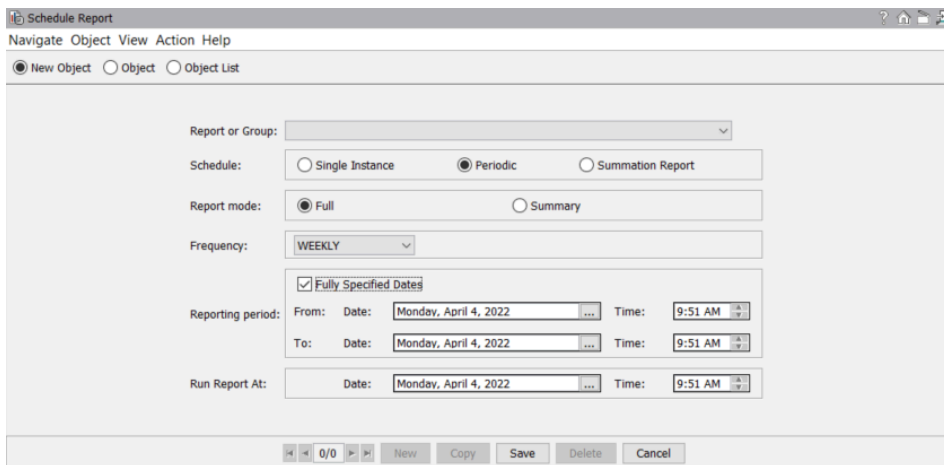 Schedule Report
Navigate Object View Action Help
New Object Object Object List
Report or Group:
Schedule: Single Instance Periodic Summation Report
Report mode: Full Summary
Frequency: WEEKLY
Fully Specified Dates
Reporting period: From: Date: Monday, April 4, 2022 ... Time: 9:51 AM
To: Date: Monday, April 4, 2022 ... Time: 9:51 AM
Run Report At: Date: Monday, April 4, 2022 ... Time: 9:51 AM
0/0 New Copy Save Delete Cancel